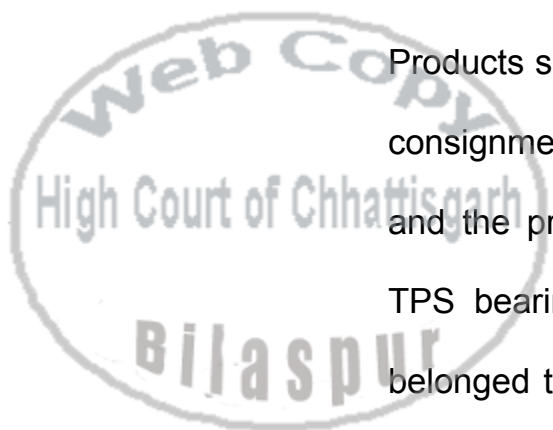 Web Copy
Products s
consignme
High Court of Chhattisgarh
and the pr
TPS beari
Bilaspur
belonged t